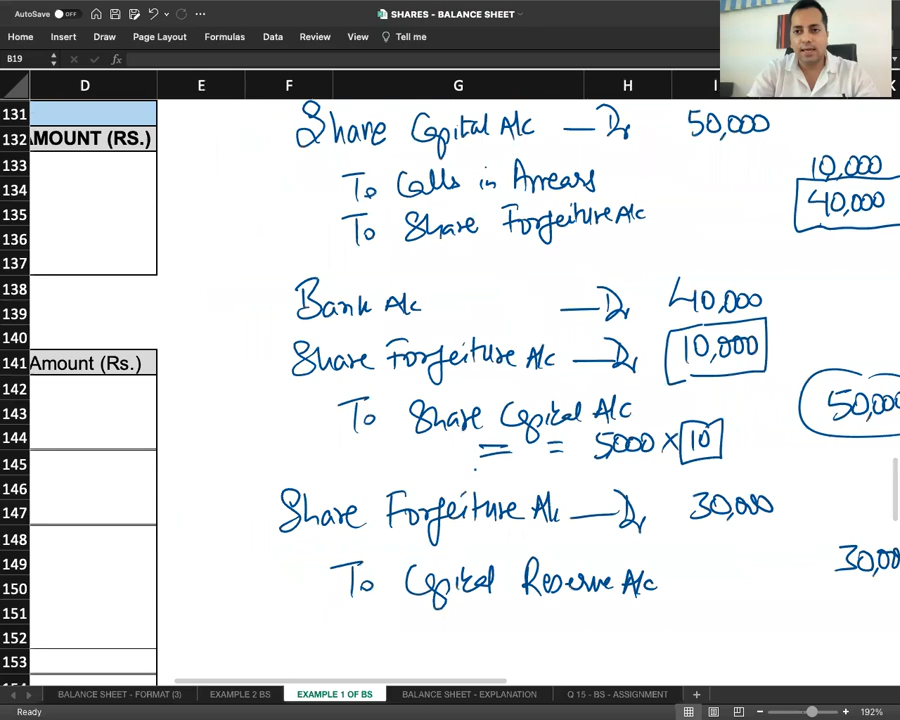 AutoSave OFF SHARES - BALANCE SHEET
Home Insert Draw Page Layout Formulas Data Review View Tell me
B19 fx
D E F G H I K
131 Share Capital A/c — Dr 50,000
132 AMOUNT (RS.)
133 10,000
134 To Calls in Arrears
135 To Share Forfeiture A/c 40,000
136
137
138 Bank A/c — Dr 40,000
139
140
141 Amount (Rs.) Share Forfeiture A/c — Dr 10,000
142
143 To Share Capital A/c 50,000
144 = = 5000 × 10
145
146
147 Share Forfeiture A/c — Dr 30,000
148
149 30,00
150 To Capital Reserve A/c
151
152
153
BALANCE SHEET - FORMAT (3) EXAMPLE 2 BS EXAMPLE 1 OF BS BALANCE SHEET - EXPLANATION Q 15 - BS - ASSIGNMENT +
Ready 192%